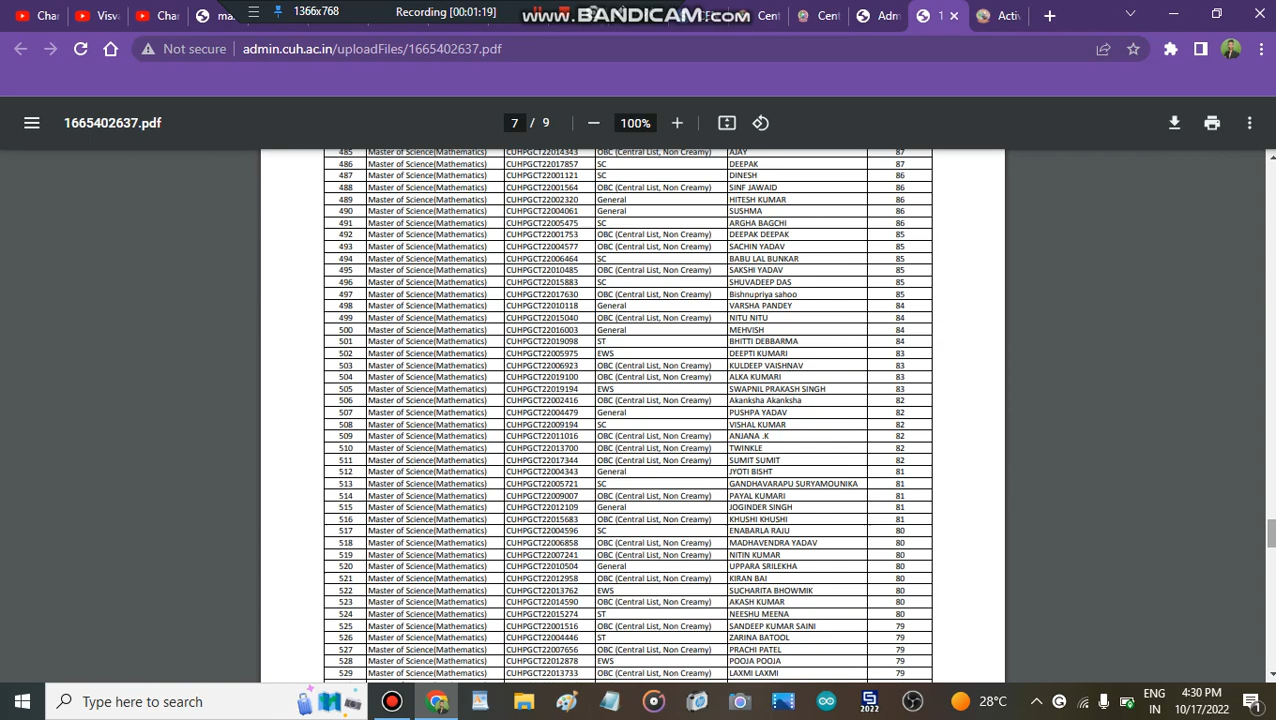 Char
Visva
Char
ma
1366x768
Recording [00:01:19]
www.BANDICAM.com
Cent
Cent
Adm
1
Activ
Not secure
admin.cuh.ac.in/uploadFiles/1665402637.pdf
1665402637.pdf
7 / 9
100%
485 Master of Science(Mathematics) CUHPGCT22014343 OBC (Central List, Non Creamy) AJAY 87
486 Master of Science(Mathematics) CUHPGCT22017857 SC DEEPAK 87
487 Master of Science(Mathematics) CUHPGCT22001121 SC DINESH 86
488 Master of Science(Mathematics) CUHPGCT22001564 OBC (Central List, Non Creamy) SINF JAWAID 86
489 Master of Science(Mathematics) CUHPGCT22002320 General HITESH KUMAR 86
490 Master of Science(Mathematics) CUHPGCT22004061 General SUSHMA 86
491 Master of Science(Mathematics) CUHPGCT22005475 SC ARGHA BAGCHI 86
492 Master of Science(Mathematics) CUHPGCT22001753 OBC (Central List, Non Creamy) DEEPAK DEEPAK 85
493 Master of Science(Mathematics) CUHPGCT22004577 OBC (Central List, Non Creamy) SACHIN YADAV 85
494 Master of Science(Mathematics) CUHPGCT22006464 SC BABU LAL BUNKAR 85
495 Master of Science(Mathematics) CUHPGCT22010485 OBC (Central List, Non Creamy) SAKSHI YADAV 85
496 Master of Science(Mathematics) CUHPGCT22015883 SC SHUVADEEP DAS 85
497 Master of Science(Mathematics) CUHPGCT22017630 OBC (Central List, Non Creamy) Bishnupriya sahoo 85
498 Master of Science(Mathematics) CUHPGCT22010118 General VARSHA PANDEY 84
499 Master of Science(Mathematics) CUHPGCT22015040 OBC (Central List, Non Creamy) NITU NITU 84
500 Master of Science(Mathematics) CUHPGCT22016003 General MEHVISH 84
501 Master of Science(Mathematics) CUHPGCT22019098 ST BHITTI DEBBARMA 84
502 Master of Science(Mathematics) CUHPGCT22005975 EWS DEEPTI KUMARI 83
503 Master of Science(Mathematics) CUHPGCT22006923 OBC (Central List, Non Creamy) KULDEEP VAISHNAV 83
504 Master of Science(Mathematics) CUHPGCT22019100 OBC (Central List, Non Creamy) ALKA KUMARI 83
505 Master of Science(Mathematics) CUHPGCT22019194 EWS SWAPNIL PRAKASH SINGH 83
506 Master of Science(Mathematics) CUHPGCT22002416 OBC (Central List, Non Creamy) Akanksha Akanksha 82
507 Master of Science(Mathematics) CUHPGCT22004479 General PUSHPA YADAV 82
508 Master of Science(Mathematics) CUHPGCT22009194 SC VISHAL KUMAR 82
509 Master of Science(Mathematics) CUHPGCT22011016 OBC (Central List, Non Creamy) ANJANA .K 82
510 Master of Science(Mathematics) CUHPGCT22013700 OBC (Central List, Non Creamy) TWINKLE 82
511 Master of Science(Mathematics) CUHPGCT22017344 OBC (Central List, Non Creamy) SUMIT SUMIT 82
512 Master of Science(Mathematics) CUHPGCT22004343 General JYOTI BISHT 81
513 Master of Science(Mathematics) CUHPGCT22005721 SC GANDHAVARAPU SURYAMOUNIKA 81
514 Master of Science(Mathematics) CUHPGCT22009007 OBC (Central List, Non Creamy) PAYAL KUMARI 81
515 Master of Science(Mathematics) CUHPGCT22012109 General JOGINDER SINGH 81
516 Master of Science(Mathematics) CUHPGCT22015683 OBC (Central List, Non Creamy) KHUSHI KHUSHI 81
517 Master of Science(Mathematics) CUHPGCT22004596 SC ENABARLA RAJU 80
518 Master of Science(Mathematics) CUHPGCT22006858 OBC (Central List, Non Creamy) MADHAVENDRA YADAV 80
519 Master of Science(Mathematics) CUHPGCT22007241 OBC (Central List, Non Creamy) NITIN KUMAR 80
520 Master of Science(Mathematics) CUHPGCT22010504 General UPPARA SRILEKHA 80
521 Master of Science(Mathematics) CUHPGCT22012958 OBC (Central List, Non Creamy) KIRAN BAI 80
522 Master of Science(Mathematics) CUHPGCT22013762 EWS SUCHARITA BHOWMIK 80
523 Master of Science(Mathematics) CUHPGCT22014590 OBC (Central List, Non Creamy) AKASH KUMAR 80
524 Master of Science(Mathematics) CUHPGCT22015274 ST NEESHU MEENA 80
525 Master of Science(Mathematics) CUHPGCT22001516 OBC (Central List, Non Creamy) SANDEEP KUMAR SAINI 79
526 Master of Science(Mathematics) CUHPGCT22004446 ST ZARINA BATOOL 79
527 Master of Science(Mathematics) CUHPGCT22007656 OBC (Central List, Non Creamy) PRACHI PATEL 79
528 Master of Science(Mathematics) CUHPGCT22012878 EWS POOJA POOJA 79
529 Master of Science(Mathematics) CUHPGCT22013733 OBC (Central List, Non Creamy) LAXMI LAXMI 79
Type here to search
2022
28°C
ENG
IN
4:30 PM
10/17/2022
1